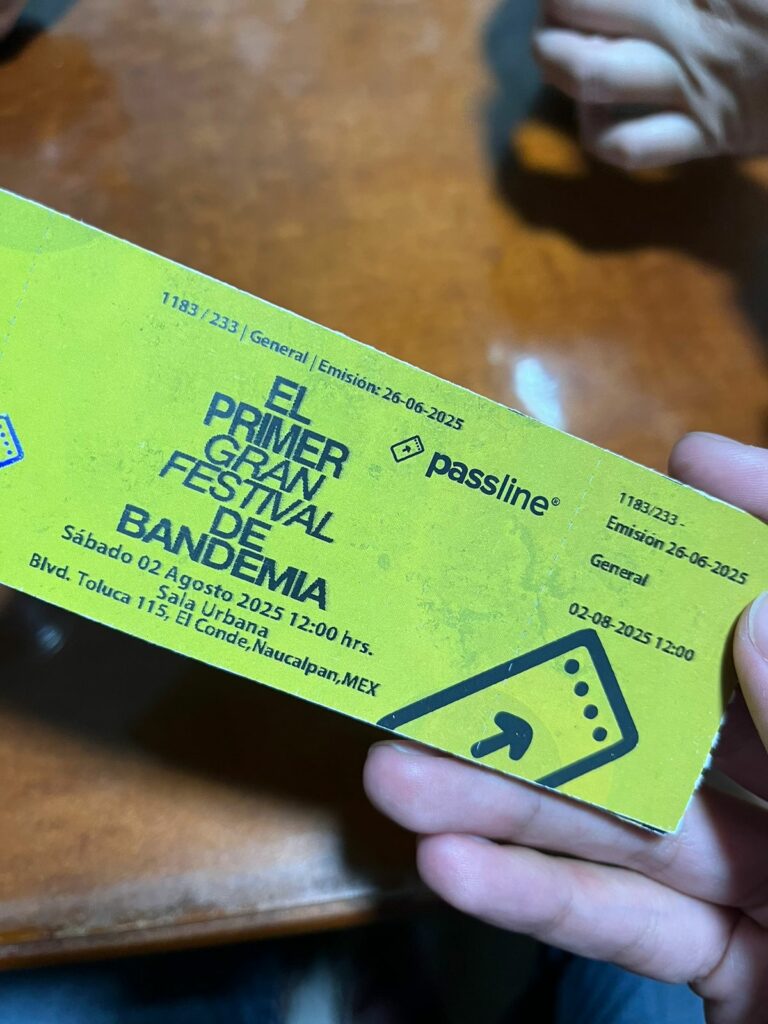 1183 / 233 | General | Emisión: 26-06-2025
EL
PRIMER
GRAN
FESTIVAL
DE
BANDEMIA
Sábado 02 Agosto 2025 12:00 hrs.
Sala Urbana
Blvd. Toluca 115, El Conde,Naucalpan,MEX
passline®
1183/233 -
Emisión 26-06-2025
General
02-08-2025 12:00